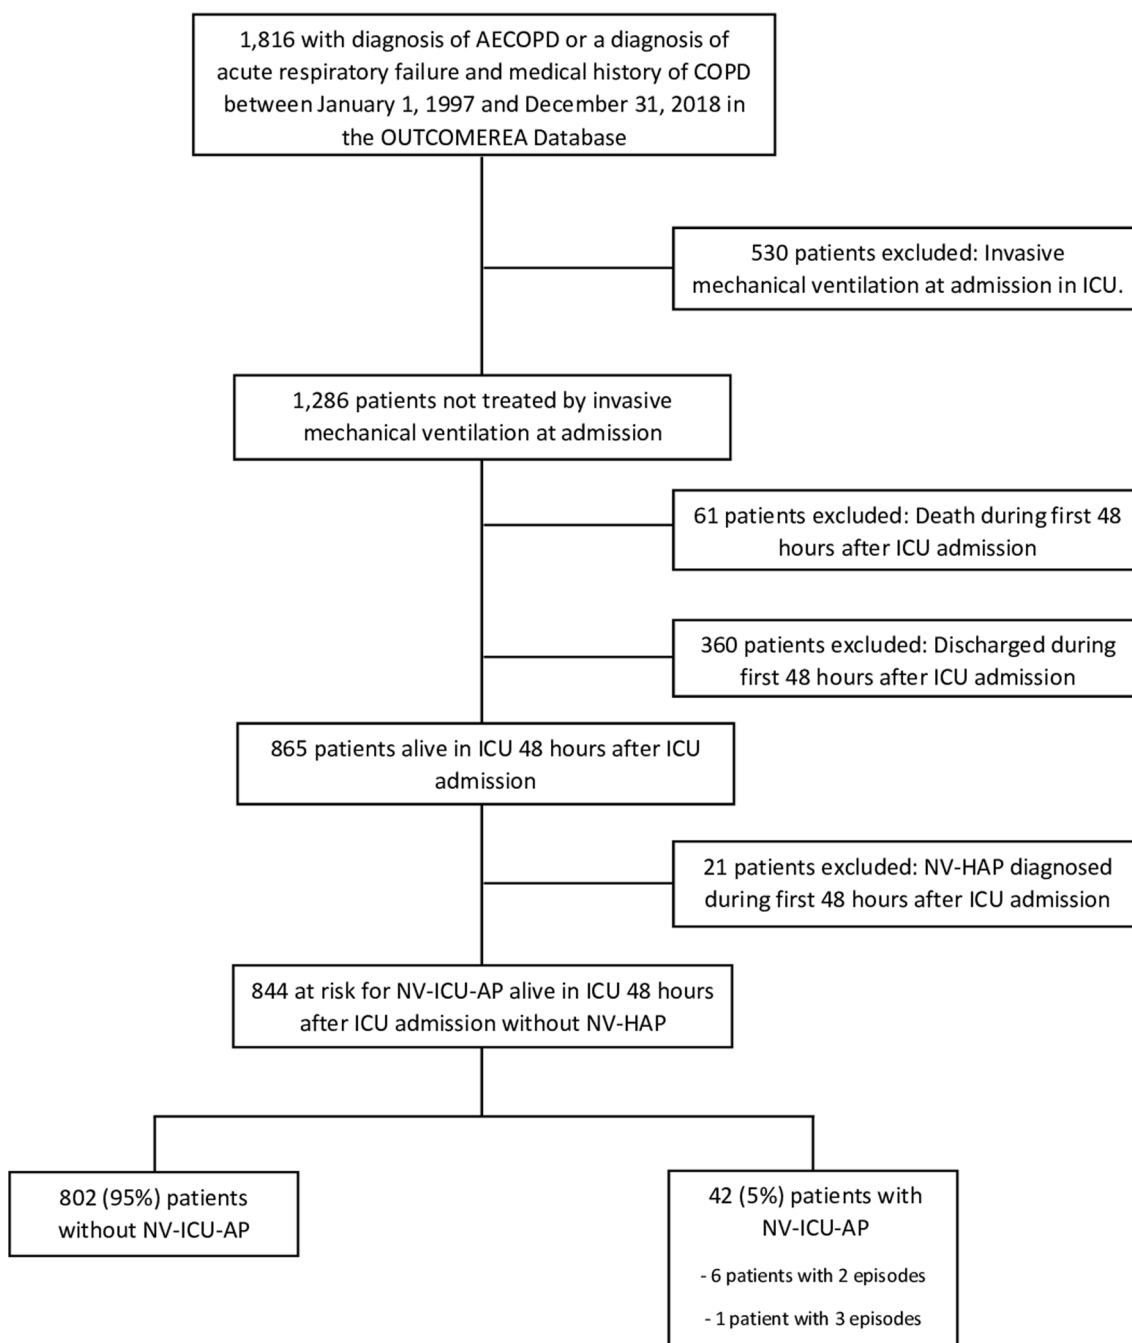 1,816 with diagnosis of AECOPD or a diagnosis of
acute respiratory failure and medical history of COPD
between January 1, 1997 and December 31, 2018 in
the OUTCOMEREA Database
530 patients excluded: Invasive
mechanical ventilation at admission in ICU.
1,286 patients not treated by invasive
mechanical ventilation at admission
61 patients excluded: Death during first 48
hours after ICU admission
360 patients excluded: Discharged during
first 48 hours after ICU admission
865 patients alive in ICU 48 hours after ICU
admission
21 patients excluded: NV-HAP diagnosed
during first 48 hours after ICU admission
844 at risk for NV-ICU-AP alive in ICU 48 hours
after ICU admission without NV-HAP
802 (95%) patients
without NV-ICU-AP
42 (5%) patients with
NV-ICU-AP
- 6 patients with 2 episodes
- 1 patient with 3 episodes